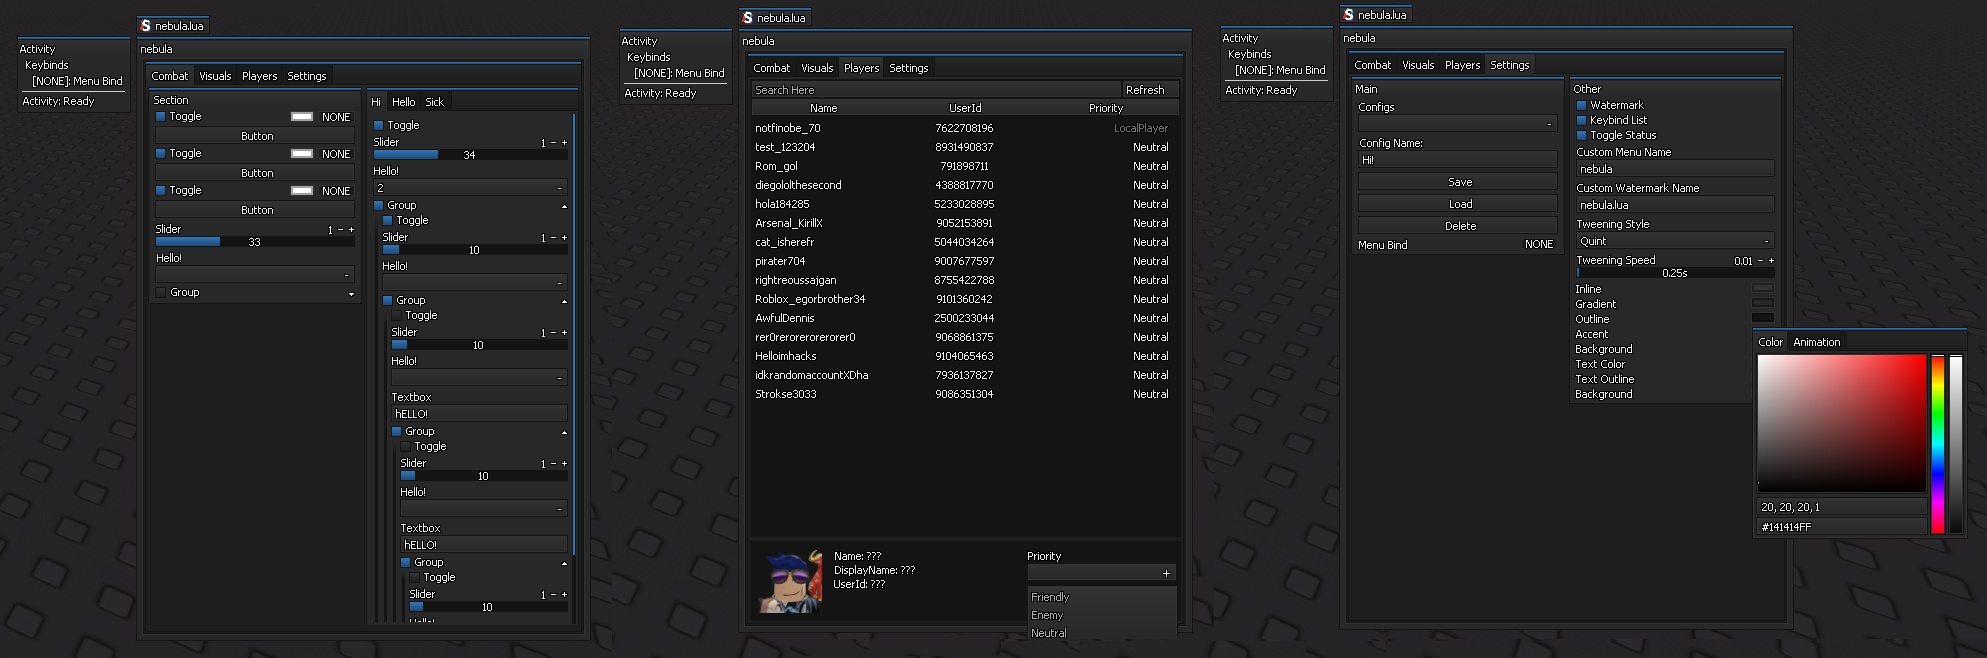 nebula.lua
Activity
Keybinds
[NONE]: Menu Bind
Activity: Ready
nebula
Combat Visuals Players Settings
Section
Toggle NONE
Button
Toggle NONE
Button
Toggle NONE
Button
Slider 1 - +
33
Hello!
-
Group
Hi Hello Sick
Toggle
Slider 1 - +
34
Hello!
2 -
Group
Toggle
Slider 1 - +
10
Hello!
-
Group
Toggle
Slider 1 - +
10
Hello!
-
Textbox
hELLO!
Group
Toggle
Slider 1 - +
10
Hello!
-
Textbox
hELLO!
Group
Toggle
Slider 1 - +
10
Hello!
nebula.lua
Activity
Keybinds
[NONE]: Menu Bind
Activity: Ready
nebula
Combat Visuals Players Settings
Search Here Refresh
Name UserId Priority
notfinobe_70 7622708196 LocalPlayer
test_123204 8931490837 Neutral
Rom_gol 791898711 Neutral
diegololthesecond 4388817770 Neutral
hola184285 5233028895 Neutral
Arsenal_KirillX 9052153891 Neutral
cat_isherefr 5044034264 Neutral
pirater704 9007677597 Neutral
rightreoussajgan 8755422788 Neutral
Roblox_egorbrother34 9101360242 Neutral
AwfulDennis 2500233044 Neutral
rer0rerorerorerorer0 9068861375 Neutral
Helloimhacks 9104065463 Neutral
idkrandomaccountXDha 7936137827 Neutral
Strokse3033 9086351304 Neutral
Name: ???
DisplayName: ???
UserId: ???
Priority
+
Friendly
Enemy
Neutral
nebula.lua
Activity
Keybinds
[NONE]: Menu Bind
Activity: Ready
nebula
Combat Visuals Players Settings
Main
Configs
-
Config Name:
Hi!
Save
Load
Delete
Menu Bind NONE
Other
Watermark
Keybind List
Toggle Status
Custom Menu Name
nebula
Custom Watermark Name
nebula.lua
Tweening Style
Quint -
Tweening Speed 0.01 - +
0.25s
Inline
Gradient
Outline
Accent
Background
Text Color
Text Outline
Background
Color Animation
20, 20, 20, 1
#141414FF